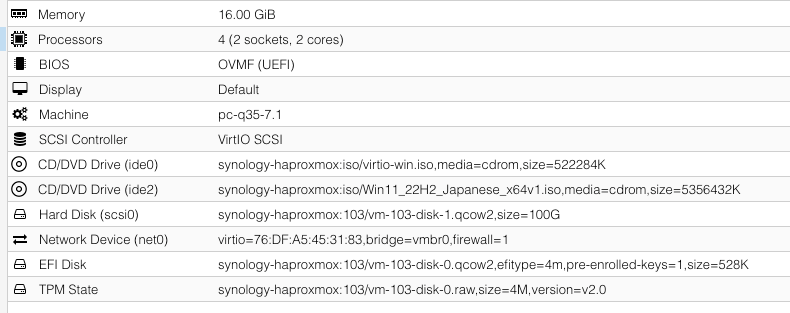 Memory 16.00 GiB
Processors 4 (2 sockets, 2 cores)
BIOS OVMF (UEFI)
Display Default
Machine pc-q35-7.1
SCSI Controller VirtIO SCSI
CD/DVD Drive (ide0) synology-haproxmox:iso/virtio-win.iso,media=cdrom,size=522284K
CD/DVD Drive (ide2) synology-haproxmox:iso/Win11_22H2_Japanese_x64v1.iso,media=cdrom,size=5356432K
Hard Disk (scsi0) synology-haproxmox:103/vm-103-disk-1.qcow2,size=100G
Network Device (net0) virtio=76:DF:A5:45:31:83,bridge=vmbr0,firewall=1
EFI Disk synology-haproxmox:103/vm-103-disk-0.qcow2,efitype=4m,pre-enrolled-keys=1,size=528K
TPM State synology-haproxmox:103/vm-103-disk-0.raw,size=4M,version=v2.0